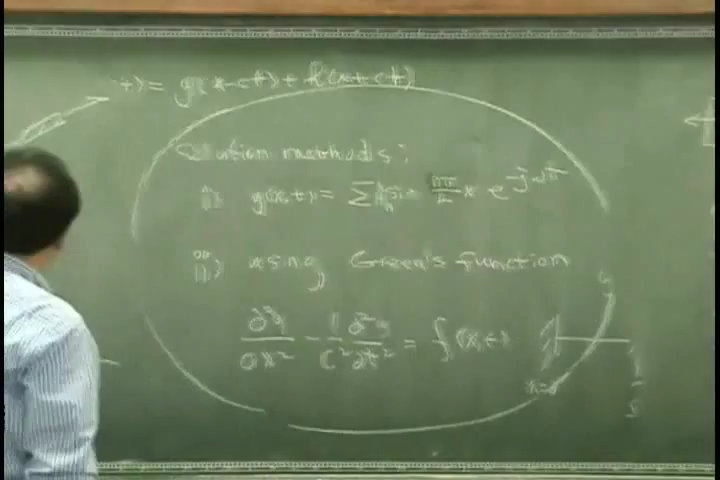 t) = g(x-ct) + f(x+ct)
Solution methods:
i) y(x,t) = Σ sin nπ/L x e^-jωt
ii) using Green's function
∂²y/∂x² - 1/c² ∂²y/∂t² = f(x,t)